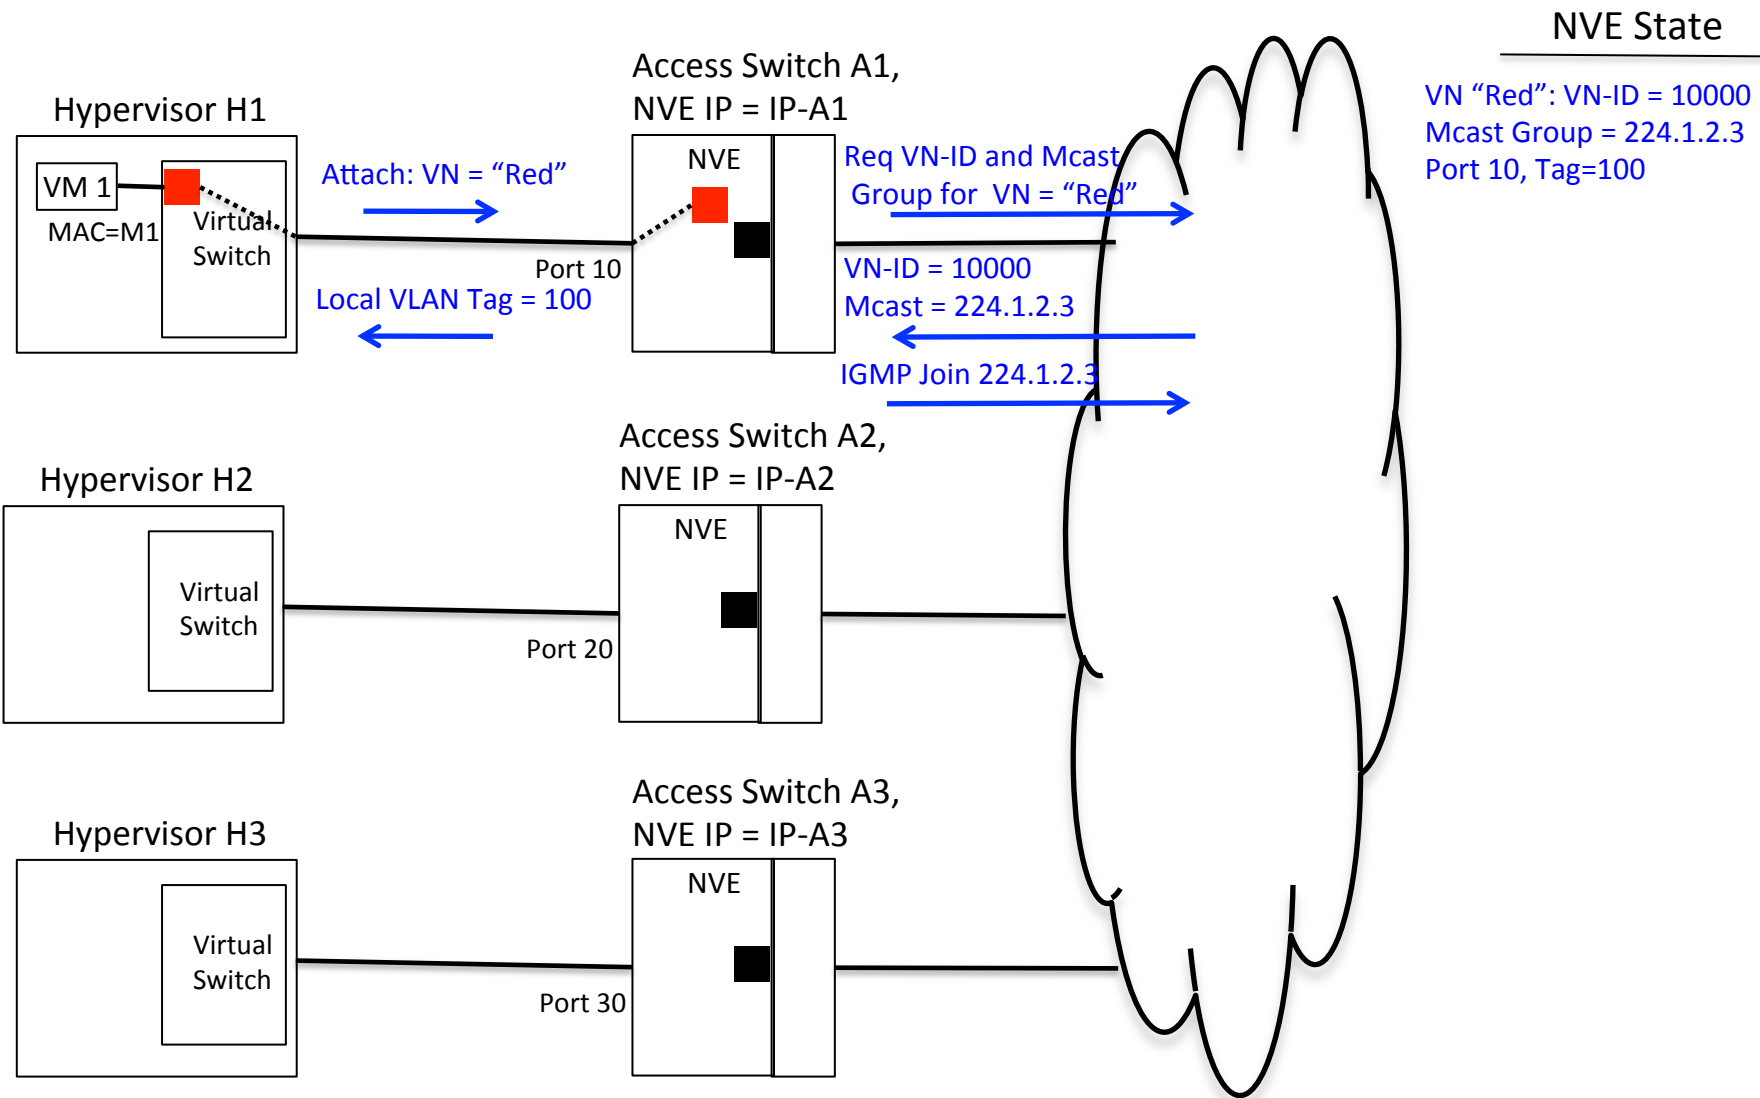 NVE State
VN “Red”: VN-ID = 10000
Mcast Group = 224.1.2.3
Port 10, Tag=100
Hypervisor H1
VM 1
MAC=M1
Virtual
Switch
Attach: VN = “Red”
Local VLAN Tag = 100
Port 10
Access Switch A1,
NVE IP = IP-A1
NVE
Req VN-ID and Mcast
Group for VN = “Red”
VN-ID = 10000
Mcast = 224.1.2.3
IGMP Join 224.1.2.3
Hypervisor H2
Virtual
Switch
Port 20
Access Switch A2,
NVE IP = IP-A2
NVE
Hypervisor H3
Virtual
Switch
Port 30
Access Switch A3,
NVE IP = IP-A3
NVE